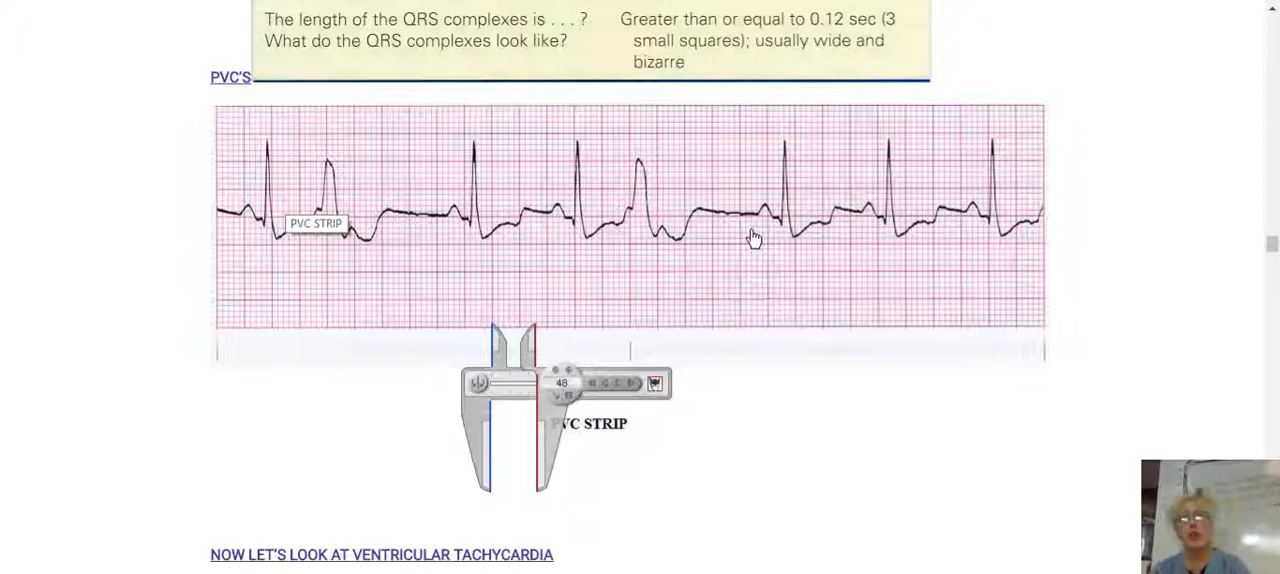 The length of the QRS complexes is . . . ? Greater than or equal to 0.12 sec (3
What do the QRS complexes look like? small squares); usually wide and
bizarre
PVC'S
PVC STRIP
48
PVC STRIP
NOW LET'S LOOK AT VENTRICULAR TACHYCARDIA